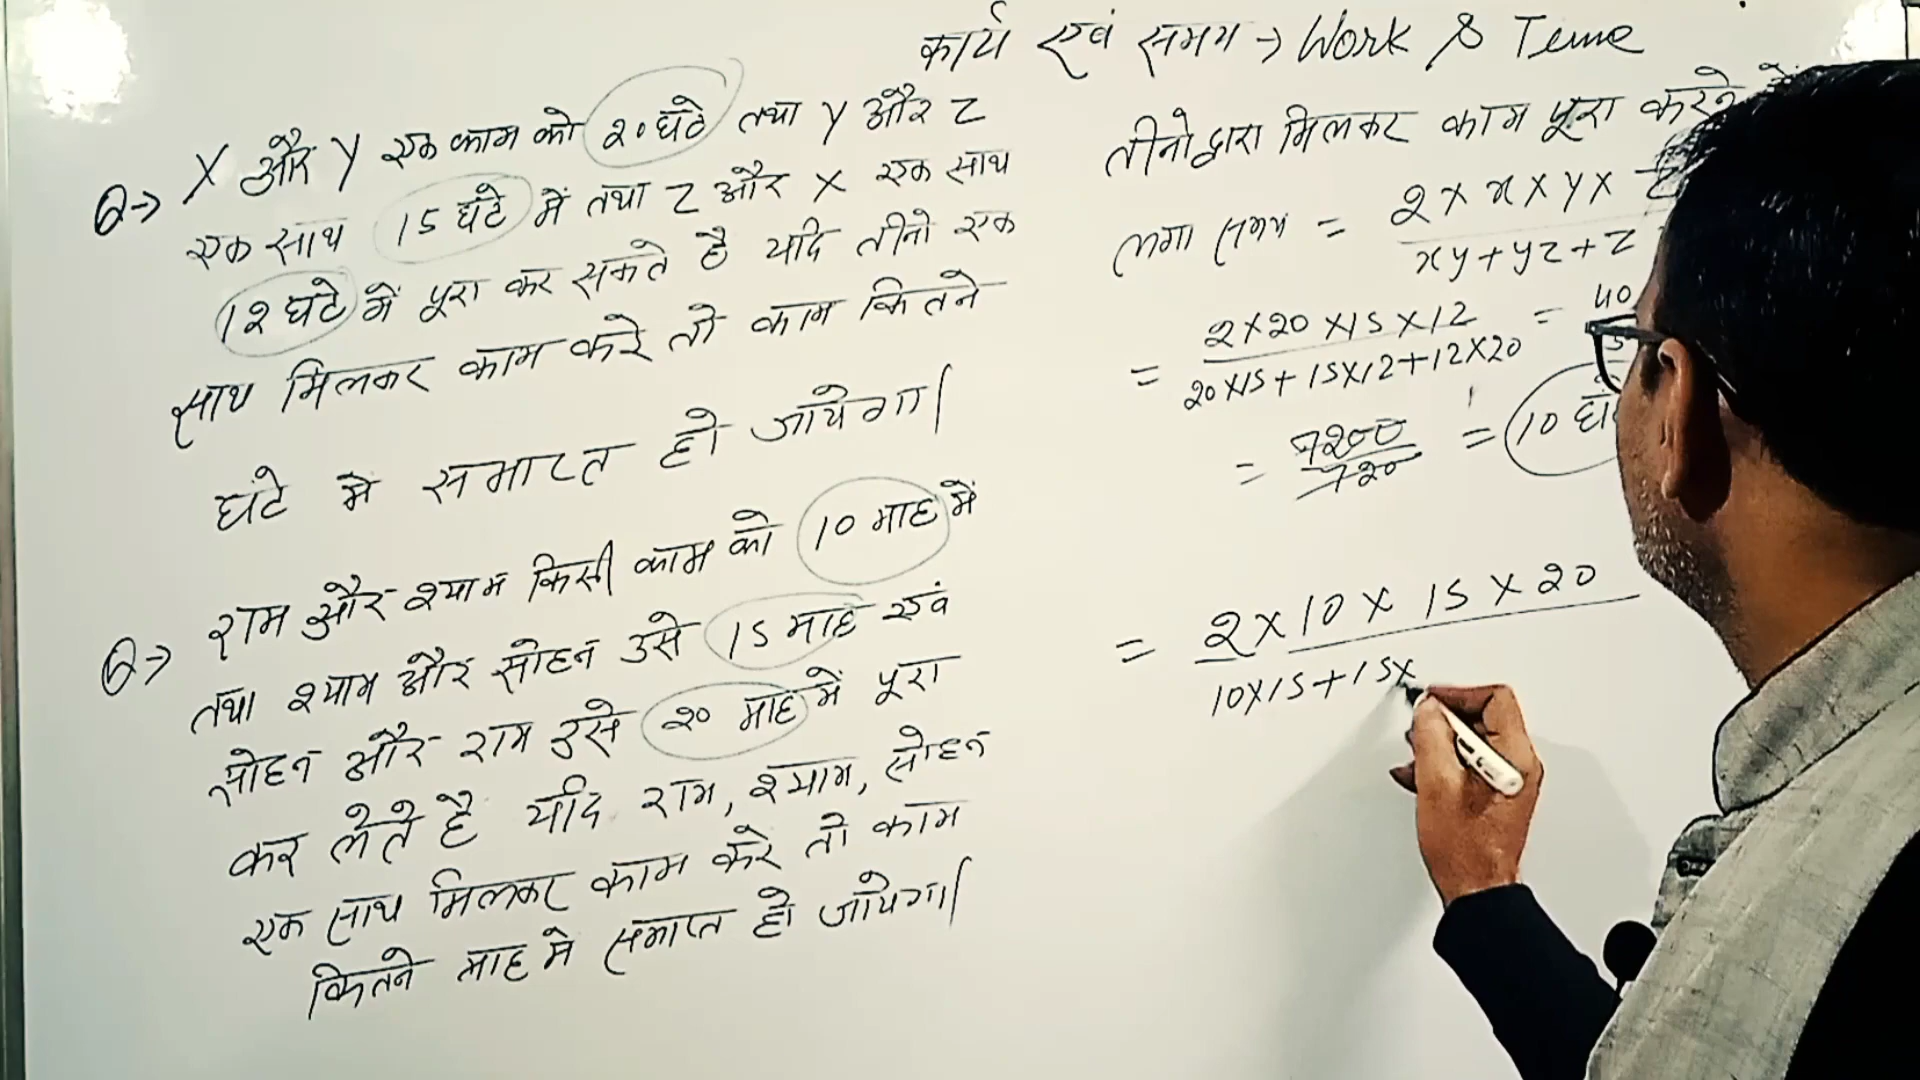 कार्य एवं समय → Work & Time
Q→ X और Y एक काम को २० घंटे तथा Y और Z
एक साथ 15 घंटे में तथा Z और X एक साथ
12 घंटे में पूरा कर सकते है यदि तीनो एक
साथ मिलकर काम करे तो काम कितने
घंटे मे समाप्त हो जायेगा।
Q→ राम और श्याम किसी काम को 10 माह में
तथा श्याम और सोहन उसे 15 माह एवं
सोहन और राम उसे २० माह में पूरा
कर लेते है यदि राम, श्याम, सोहन
एक साथ मिलकर काम करे तो काम
कितने माह मे समाप्त हो जायेगा।
तीनो द्वारा मिलकर काम पूरा करने में
लगा समय = 2 × x × y × z
xy + yz + z
= 2×20×15×12
20×15 + 15×12 + 12×20
= 7200
720
= 10
= 2 × 10 × 15 × 20
10×15 + 15×